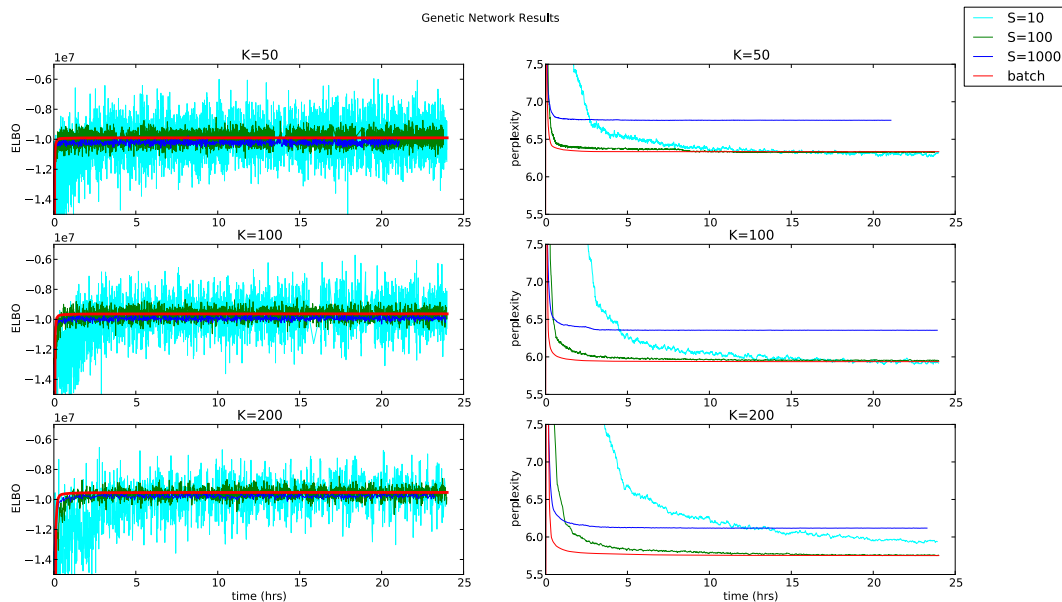 Genetic Network Results
S=10
S=100
S=1000
batch
K=50
1e7
ELBO
−0.6
−0.8
−1.0
−1.2
−1.4
0 5 10 15 20 25
K=50
perplexity
7.5
7.0
6.5
6.0
5.5
0 5 10 15 20 25
K=100
1e7
ELBO
−0.6
−0.8
−1.0
−1.2
−1.4
0 5 10 15 20 25
K=100
perplexity
7.5
7.0
6.5
6.0
5.5
0 5 10 15 20 25
K=200
1e7
ELBO
−0.6
−0.8
−1.0
−1.2
−1.4
0 5 10 15 20 25
time (hrs)
K=200
perplexity
7.5
7.0
6.5
6.0
5.5
0 5 10 15 20 25
time (hrs)